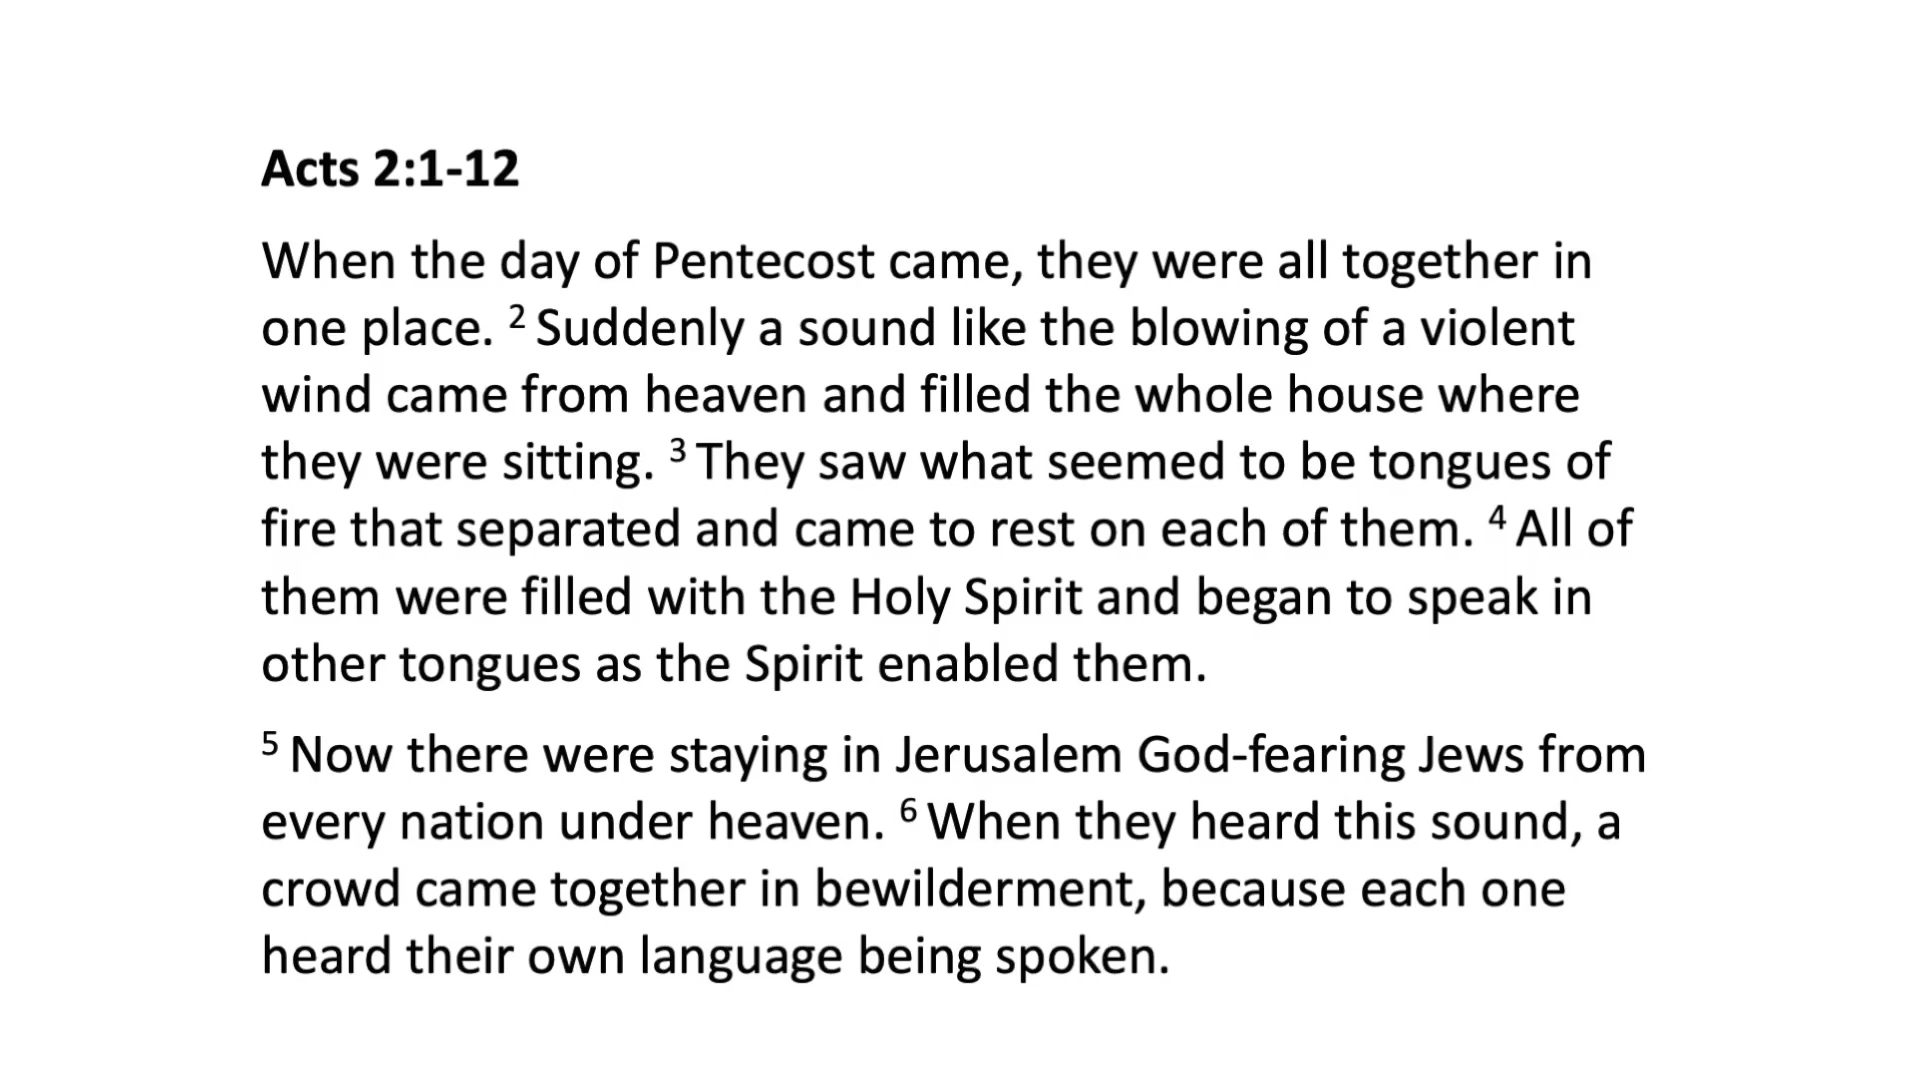 Acts 2:1-12
When the day of Pentecost came, they were all together in
one place. 2 Suddenly a sound like the blowing of a violent
wind came from heaven and filled the whole house where
they were sitting. 3 They saw what seemed to be tongues of
fire that separated and came to rest on each of them. 4 All of
them were filled with the Holy Spirit and began to speak in
other tongues as the Spirit enabled them.
5 Now there were staying in Jerusalem God-fearing Jews from
every nation under heaven. 6 When they heard this sound, a
crowd came together in bewilderment, because each one
heard their own language being spoken.